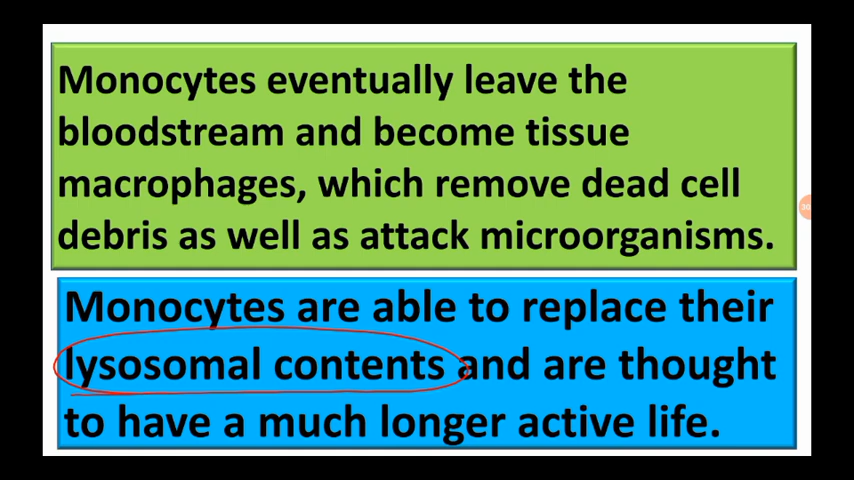 Monocytes eventually leave the
bloodstream and become tissue
macrophages, which remove dead cell
debris as well as attack microorganisms.
Monocytes are able to replace their
lysosomal contents and are thought
to have a much longer active life.